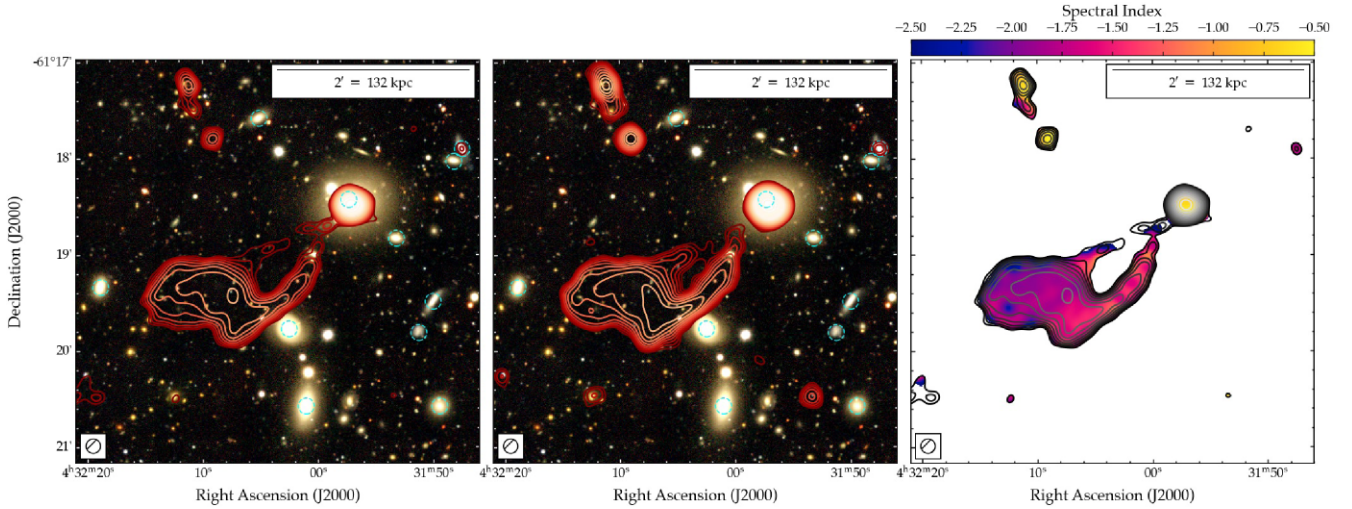 Spectral Index
−2.50 −2.25 −2.00 −1.75 −1.50 −1.25 −1.00 −0.75 −0.50
-61°17'
18'
19'
20'
21'
Declination (J2000)
2' = 132 kpc
2' = 132 kpc
2' = 132 kpc
4ʰ32ᵐ20ˢ 10ˢ 00ˢ 31ᵐ50ˢ
4ʰ32ᵐ20ˢ 10ˢ 00ˢ 31ᵐ50ˢ
4ʰ32ᵐ20ˢ 10ˢ 00ˢ 31ᵐ50ˢ
Right Ascension (J2000)
Right Ascension (J2000)
Right Ascension (J2000)